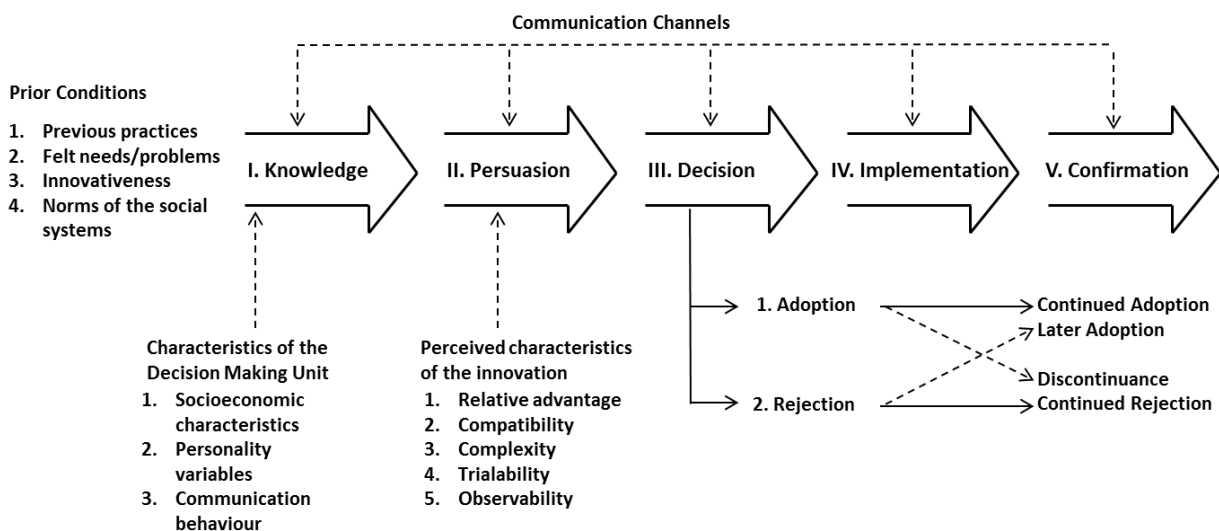 Communication Channels
Prior Conditions
1. Previous practices
2. Felt needs/problems
3. Innovativeness
4. Norms of the social
systems
I. Knowledge
II. Persuasion
III. Decision
IV. Implementation
V. Confirmation
1. Adoption
Continued Adoption
Later Adoption
Discontinuance
2. Rejection
Continued Rejection
Characteristics of the
Decision Making Unit
1. Socioeconomic
characteristics
2. Personality
variables
3. Communication
behaviour
Perceived characteristics
of the innovation
1. Relative advantage
2. Compatibility
3. Complexity
4. Trialability
5. Observability